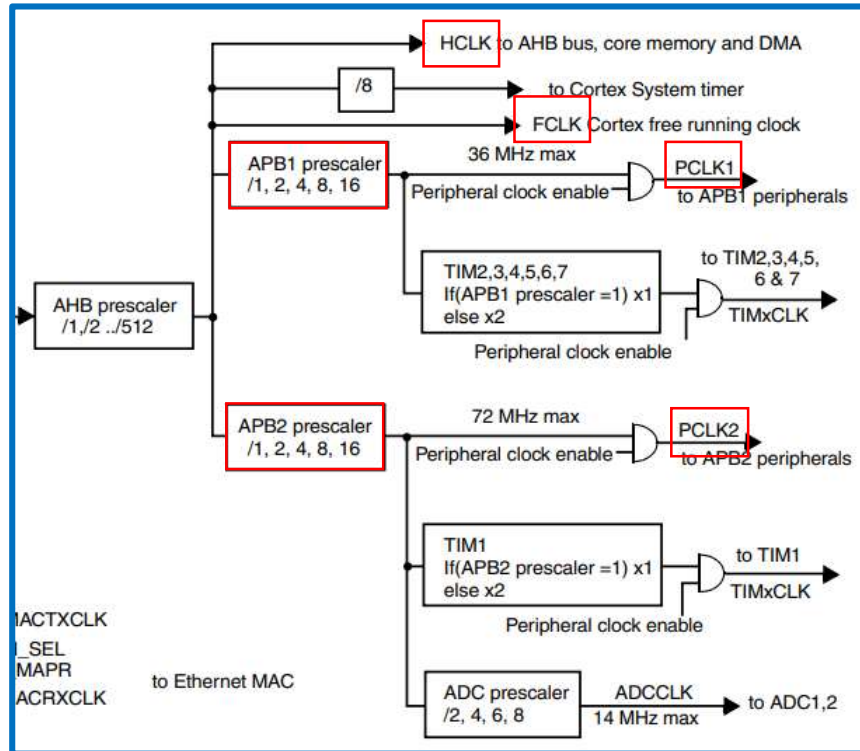 HCLK to AHB bus, core memory and DMA
/8
to Cortex System timer
FCLK Cortex free running clock
APB1 prescaler
/1, 2, 4, 8, 16
36 MHz max
Peripheral clock enable
PCLK1
to APB1 peripherals
TIM2,3,4,5,6,7
If(APB1 prescaler =1) x1
else x2
to TIM2,3,4,5,
6 & 7
TIMxCLK
Peripheral clock enable
AHB prescaler
/1,/2 ../512
APB2 prescaler
/1, 2, 4, 8, 16
72 MHz max
Peripheral clock enable
PCLK2
to APB2 peripherals
TIM1
If(APB2 prescaler =1) x1
else x2
to TIM1
TIMxCLK
Peripheral clock enable
MACTXCLK
I_SEL
_MAPR
ACRXCLK
to Ethernet MAC
ADC prescaler
/2, 4, 6, 8
ADCCLK
14 MHz max
to ADC1,2